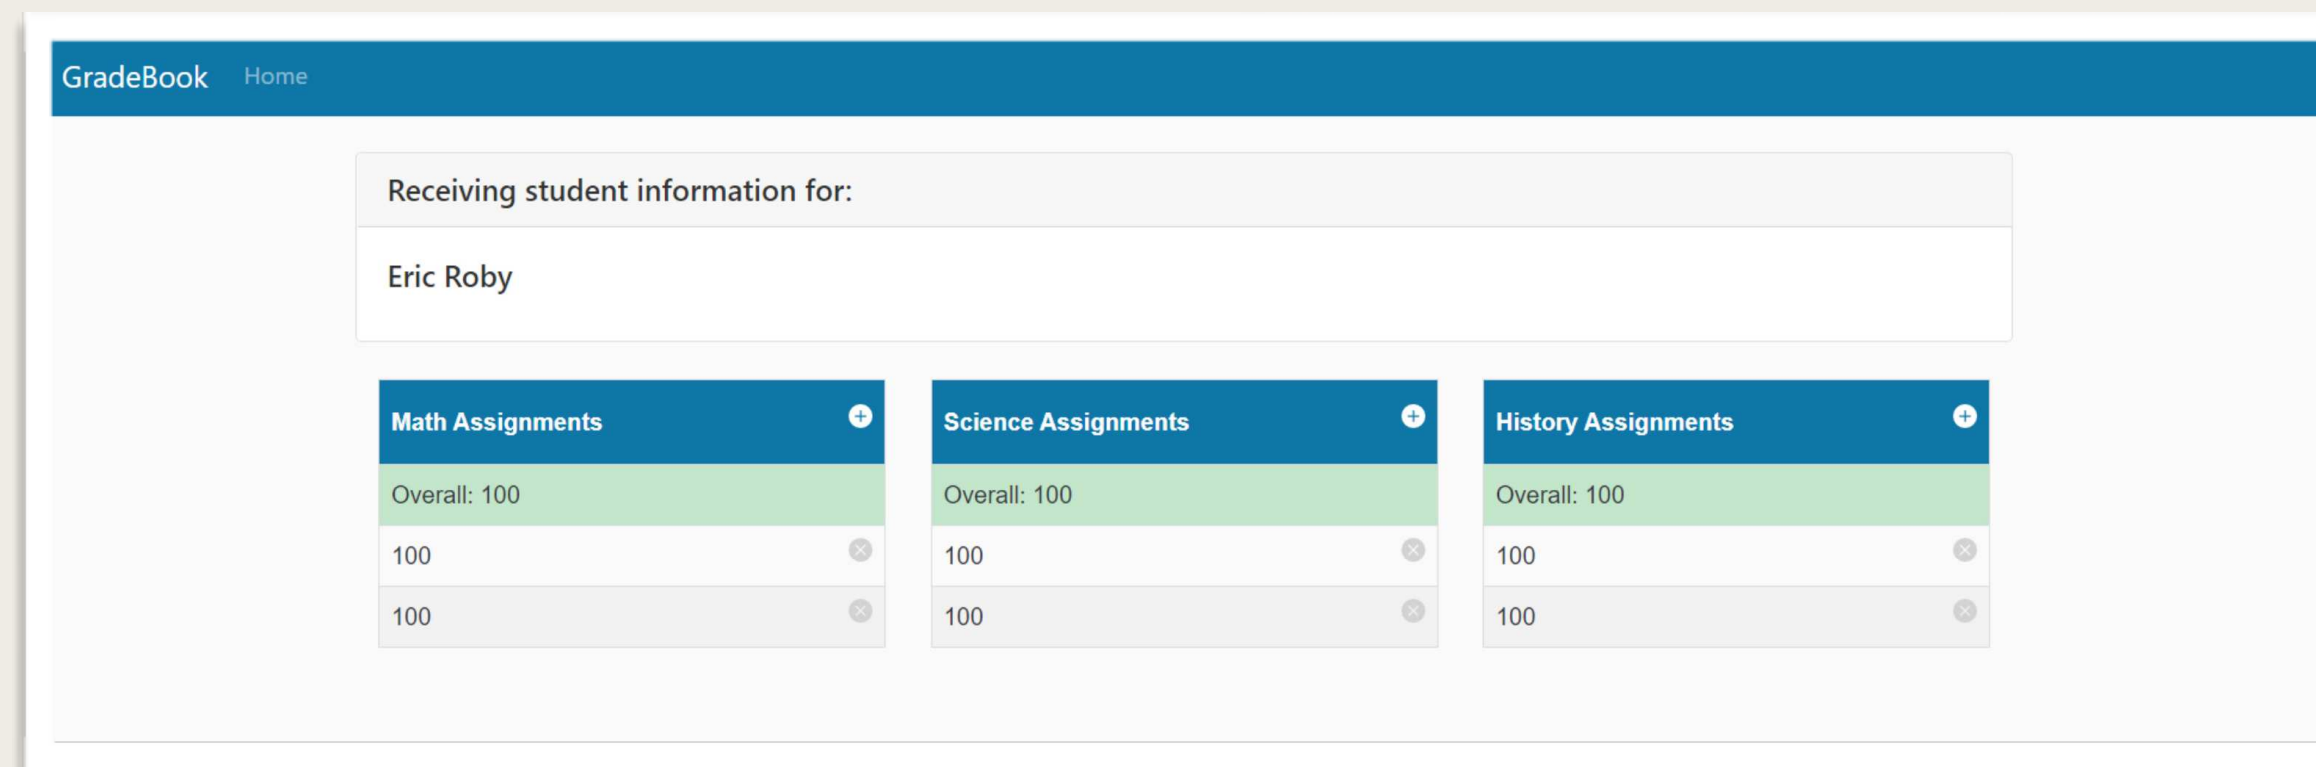 GradeBook Home
Receiving student information for:
Eric Roby
Math Assignments
Overall: 100
100
100
Science Assignments
Overall: 100
100
100
History Assignments
Overall: 100
100
100